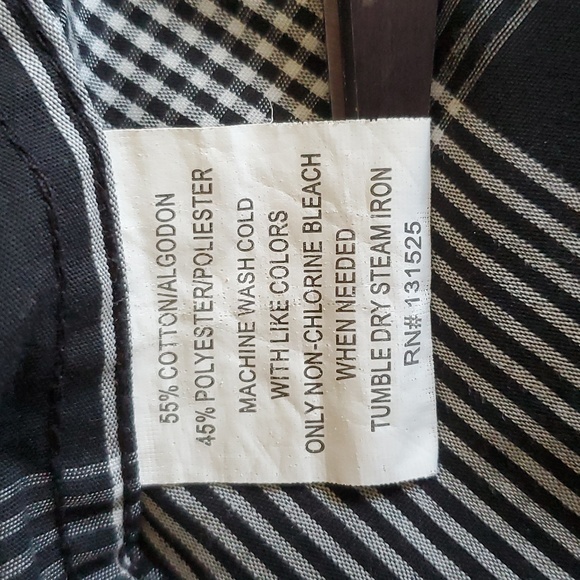 55% COTTON/ALGODON
45% POLYESTER/POLIESTER
MACHINE WASH COLD
WITH LIKE COLORS
ONLY NON-CHLORINE BLEACH
WHEN NEEDED
TUMBLE DRY STEAM IRON
RN# 131525